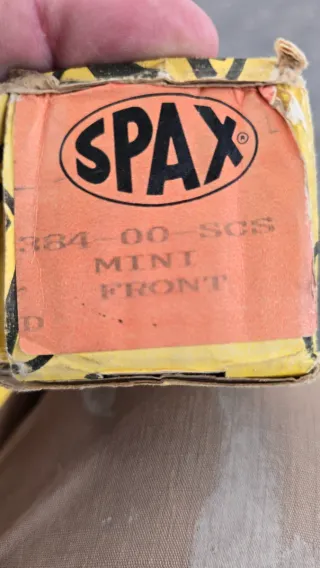 SPAX®
384-00-SCS
MINI
FRONT
D